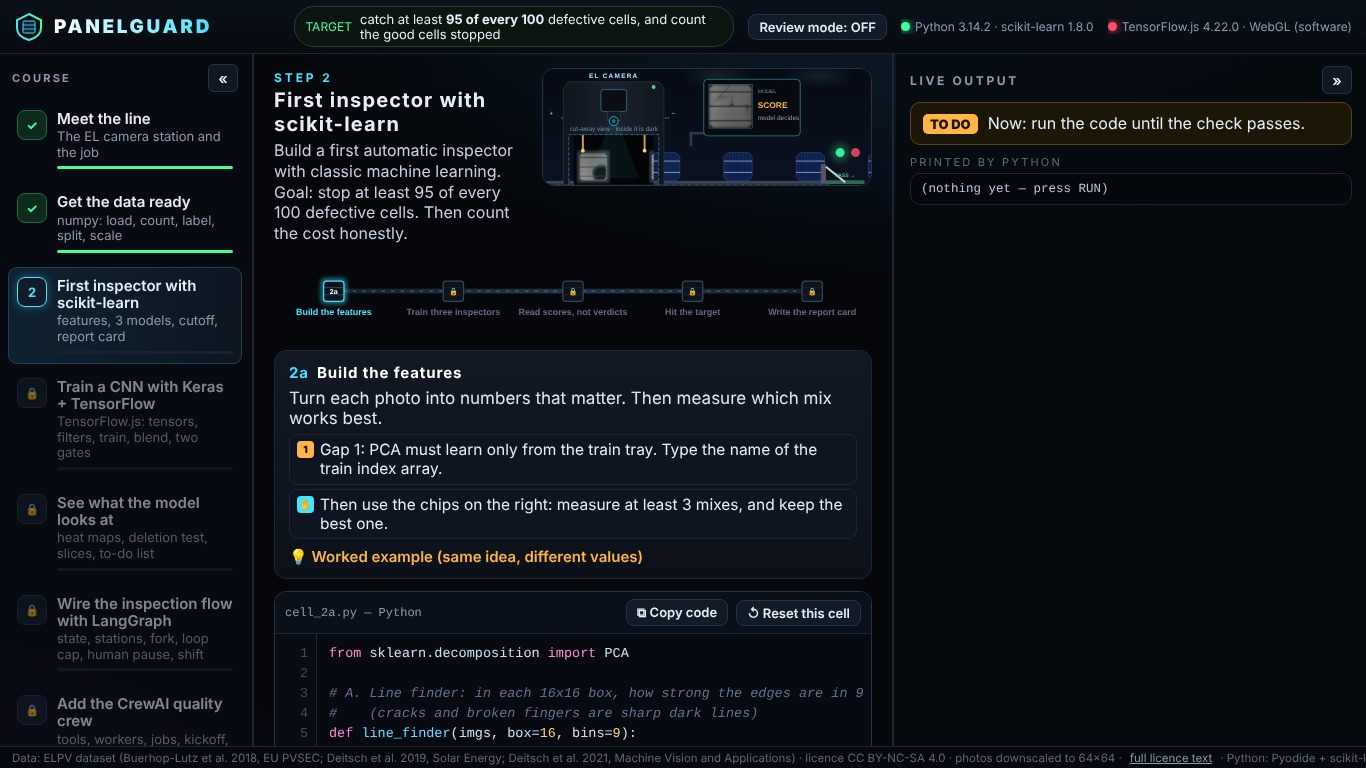 PANELGUARD
TARGET catch at least 95 of every 100 defective cells, and count
the good cells stopped
Review mode: OFF
Python 3.14.2 · scikit-learn 1.8.0
TensorFlow.js 4.22.0 · WebGL (software)
COURSE
«
Meet the line
The EL camera station and
the job
Get the data ready
numpy: load, count, label,
split, scale
2
First inspector with
scikit-learn
features, 3 models, cutoff,
report card
Train a CNN with Keras
+ TensorFlow
TensorFlow.js: tensors,
filters, train, blend, two
gates
See what the model
looks at
heat maps, deletion test,
slices, to-do list
Wire the inspection flow
with LangGraph
state, stations, fork, loop
cap, human pause, shift
Add the CrewAI quality
crew
tools, workers, jobs, kickoff,
STEP 2
First inspector with
scikit-learn
Build a first automatic inspector
with classic machine learning.
Goal: stop at least 95 of every
100 defective cells. Then count
the cost honestly.
EL CAMERA
cut-away view · inside it is dark
MODEL
SCORE
model decides
2a
Build the features
Train three inspectors
Read scores, not verdicts
Hit the target
Write the report card
2a Build the features
Turn each photo into numbers that matter. Then measure which mix
works best.
1 Gap 1: PCA must learn only from the train tray. Type the name of the
train index array.
Then use the chips on the right: measure at least 3 mixes, and keep the
best one.
Worked example (same idea, different values)
cell_2a.py — Python
Copy code
Reset this cell
1 from sklearn.decomposition import PCA
2
3 # A. Line finder: in each 16x16 box, how strong the edges are in 9
4 #    (cracks and broken fingers are sharp dark lines)
5 def line_finder(imgs, box=16, bins=9):
LIVE OUTPUT
»
TO DO Now: run the code until the check passes.
PRINTED BY PYTHON
(nothing yet — press RUN)
Data: ELPV dataset (Buerhop-Lutz et al. 2018, EU PVSEC; Deitsch et al. 2019, Solar Energy; Deitsch et al. 2021, Machine Vision and Applications) · licence CC BY-NC-SA 4.0 · photos downscaled to 64×64 · full licence text · Python: Pyodide + scikit-